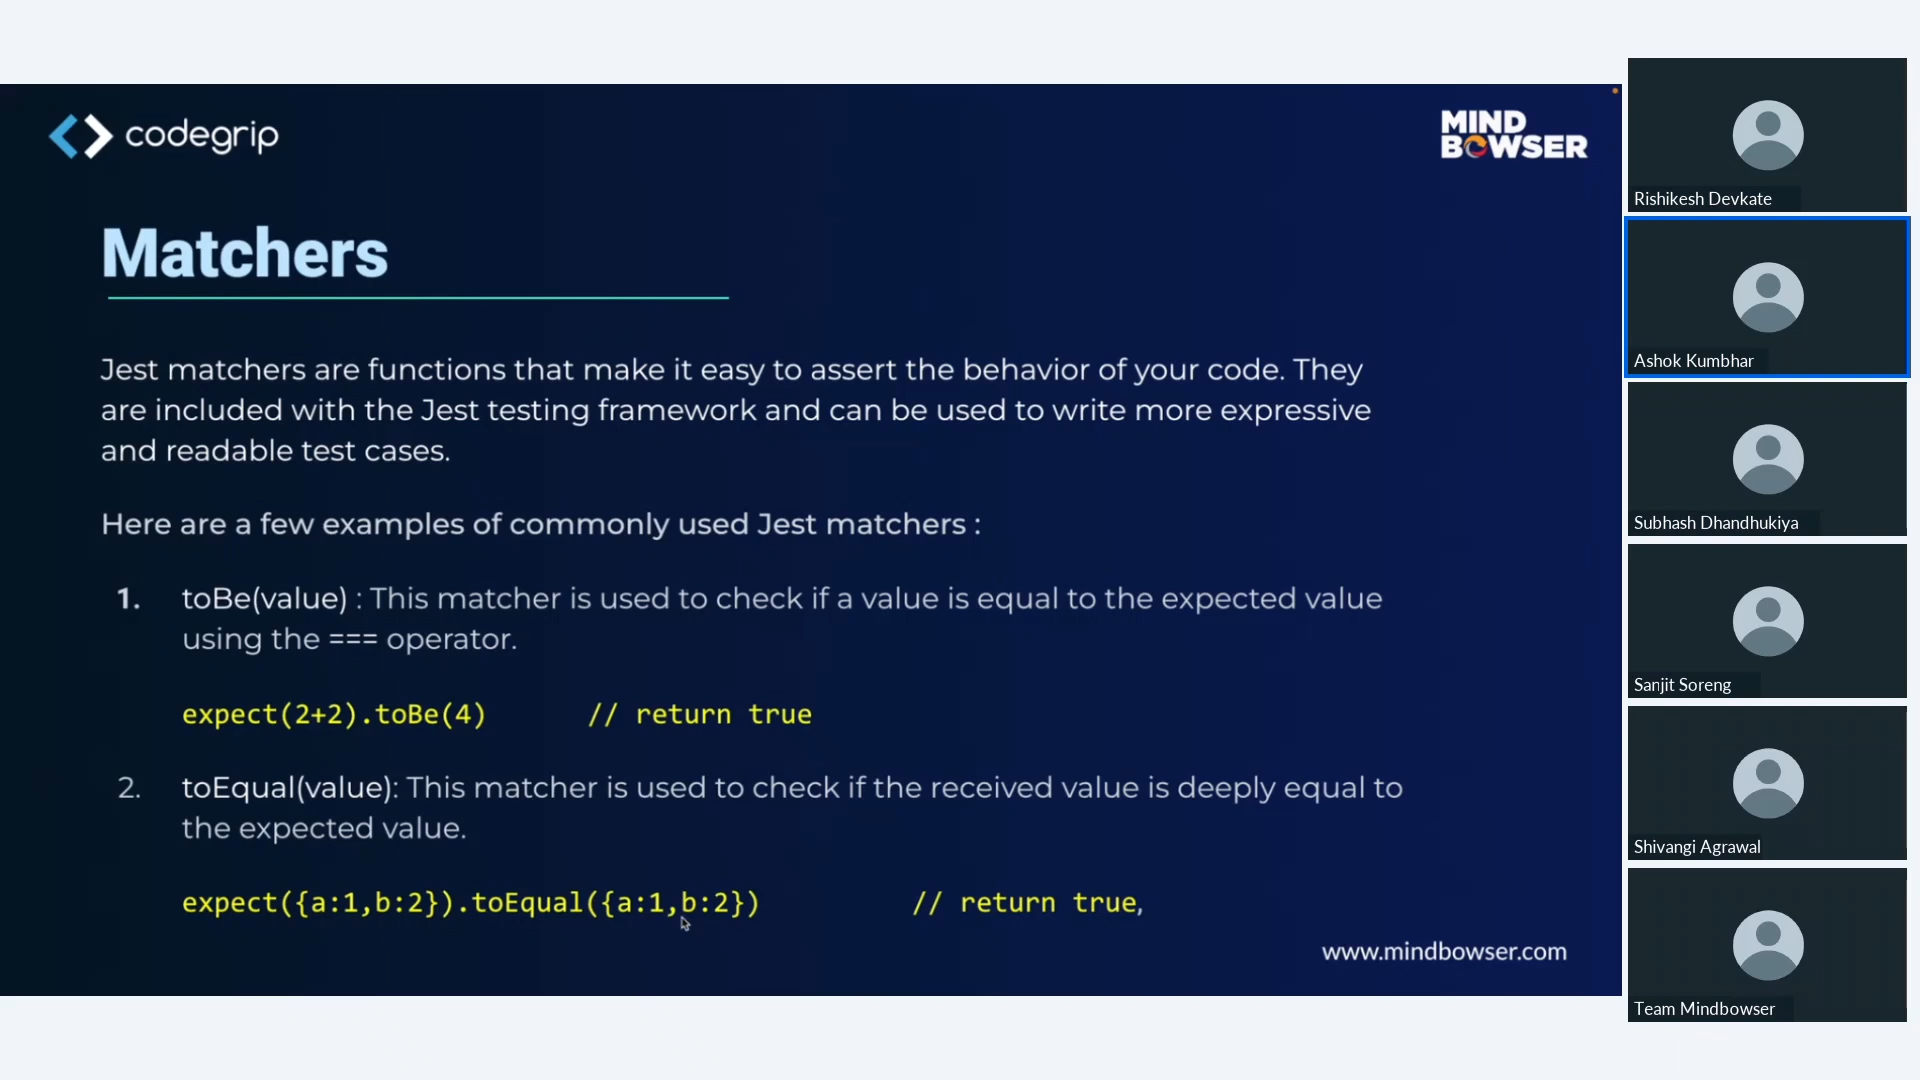 codegrip
MIND
BOWSER
Matchers
Jest matchers are functions that make it easy to assert the behavior of your code. They
are included with the Jest testing framework and can be used to write more expressive
and readable test cases.
Here are a few examples of commonly used Jest matchers :
1. toBe(value) : This matcher is used to check if a value is equal to the expected value
using the === operator.
expect(2+2).toBe(4) // return true
2. toEqual(value): This matcher is used to check if the received value is deeply equal to
the expected value.
expect({a:1,b:2}).toEqual({a:1,b:2}) // return true,
www.mindbowser.com
Rishikesh Devkate
Ashok Kumbhar
Subhash Dhandhukiya
Sanjit Soreng
Shivangi Agrawal
Team Mindbowser